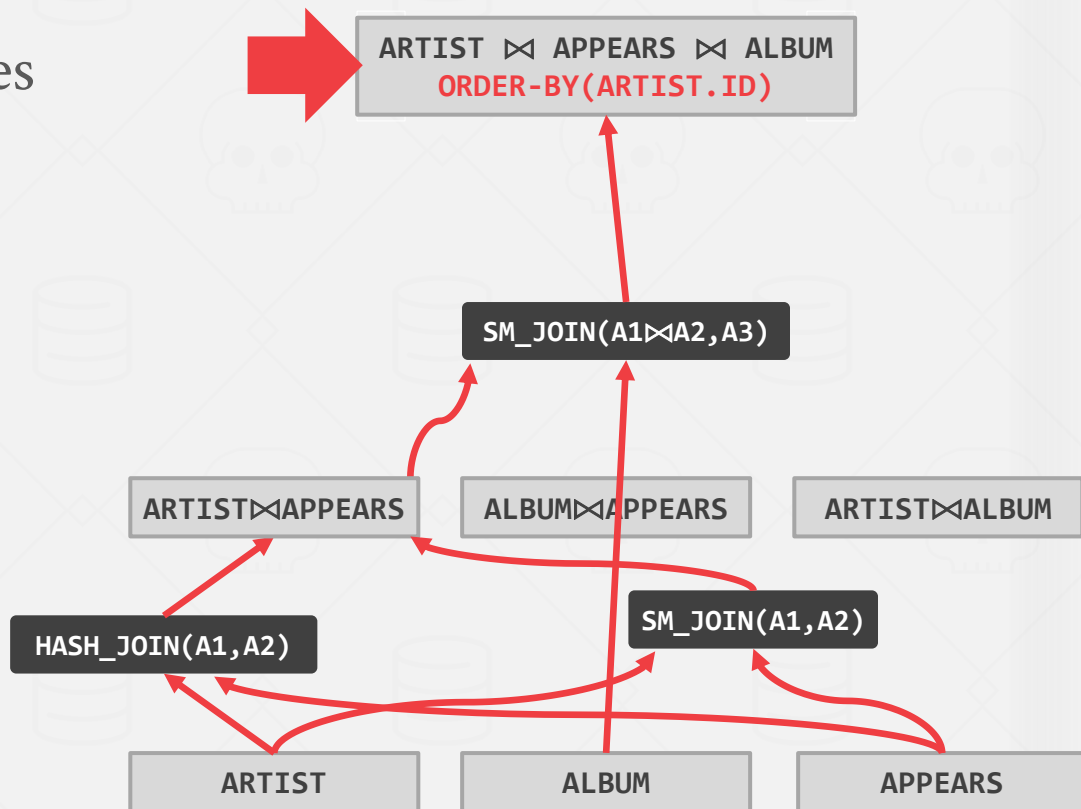 es
ARTIST ⋈ APPEARS ⋈ ALBUM
ORDER-BY(ARTIST.ID)
SM_JOIN(A1⋈A2,A3)
ARTIST⋈APPEARS
ALBUM⋈APPEARS
ARTIST⋈ALBUM
HASH_JOIN(A1,A2)
SM_JOIN(A1,A2)
ARTIST
ALBUM
APPEARS